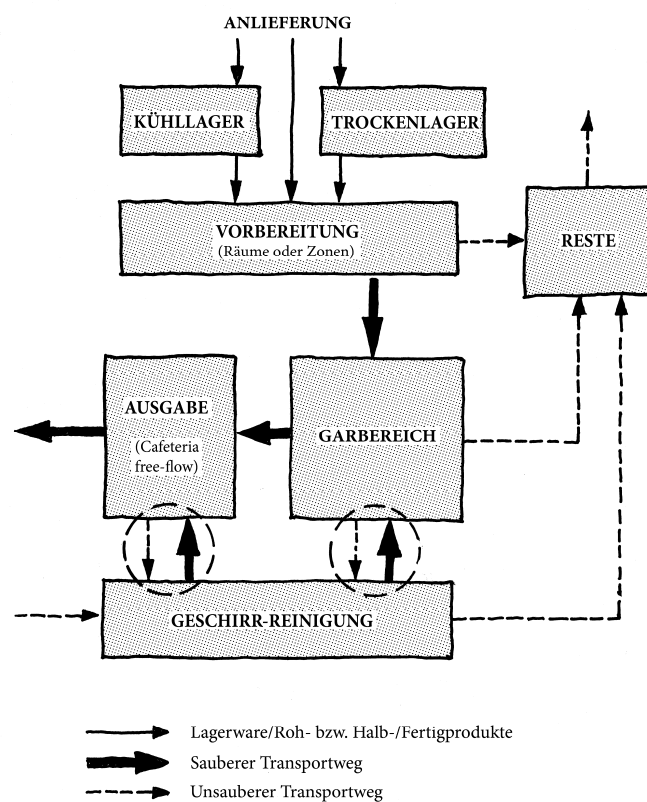 ANLIEFERUNG
KÜHLLAGER
TROCKENLAGER
VORBEREITUNG
(Räume oder Zonen)
RESTE
AUSGABE
(Cafeteria
free-flow)
GARBEREICH
GESCHIRR-REINIGUNG
Lagerware/Roh- bzw. Halb-/Fertigprodukte
Sauberer Transportweg
Unsauberer Transportweg